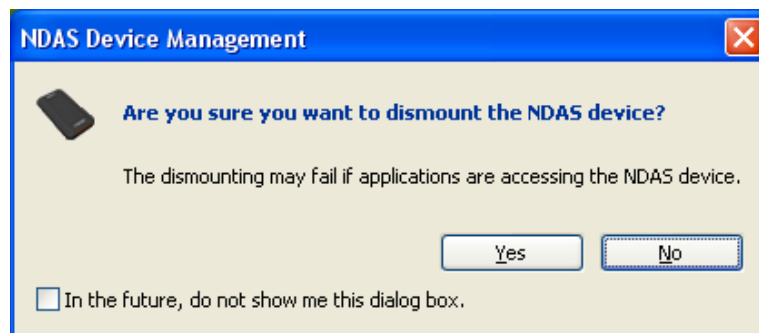 NDAS Device Management
Are you sure you want to dismount the NDAS device?
The dismounting may fail if applications are accessing the NDAS device.
Yes No
In the future, do not show me this dialog box.